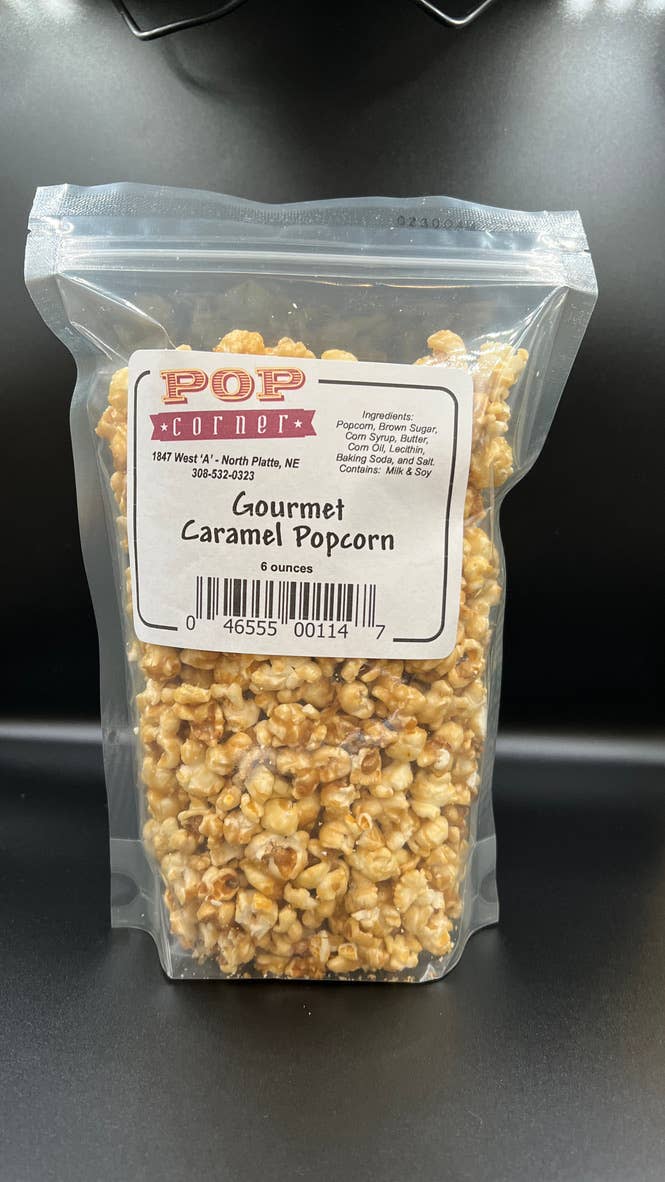 POP
corner
1847 West 'A' - North Platte, NE
308-532-0323
Ingredients:
Popcorn, Brown Sugar,
Corn Syrup, Butter,
Corn Oil, Lecithin,
Baking Soda, and Salt.
Contains: Milk & Soy
Gourmet
Caramel Popcorn
6 ounces
0 46555 00114 7